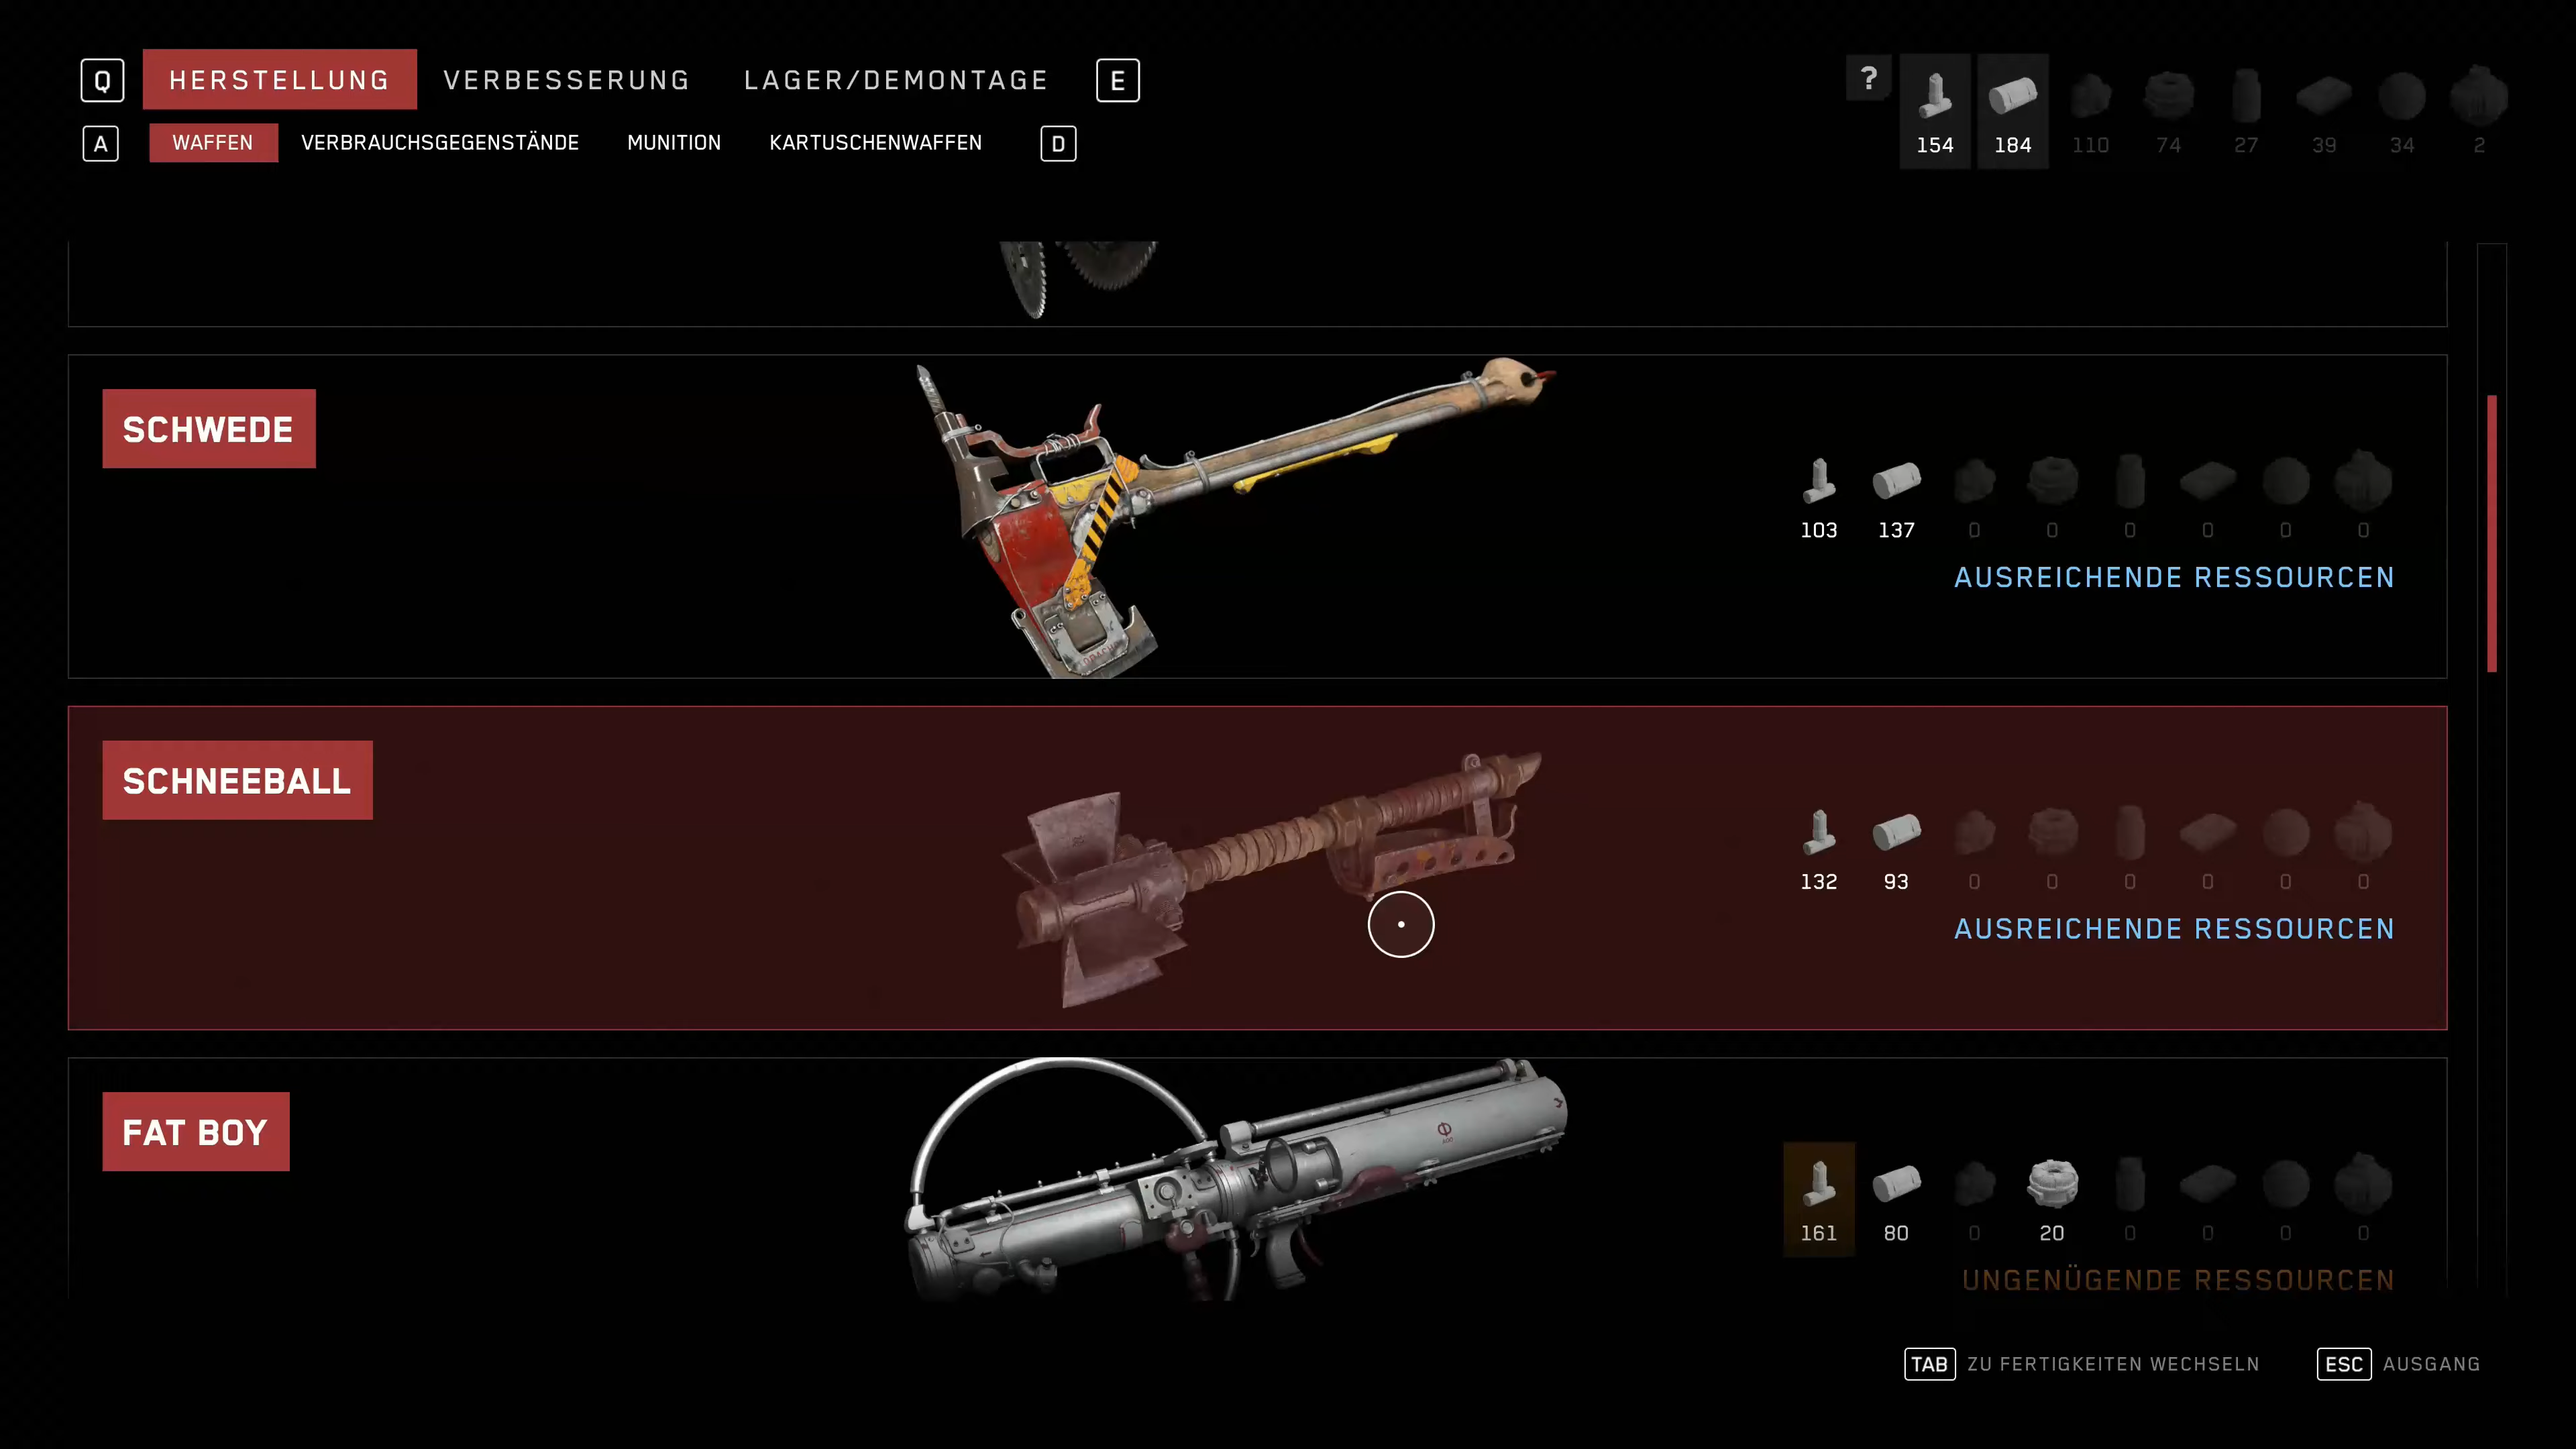 Q HERSTELLUNG VERBESSERUNG LAGER/DEMONTAGE E
A WAFFEN VERBRAUCHSGEGENSTÄNDE MUNITION KARTUSCHENWAFFEN D
?
154 184 110 74 27 39 34 2
SCHWEDE
103 137 0 0 0 0 0 0
AUSREICHENDE RESSOURCEN
SCHNEEBALL
132 93 0 0 0 0 0 0
AUSREICHENDE RESSOURCEN
FAT BOY
161 80 0 20 0 0 0 0
UNGENÜGENDE RESSOURCEN
TAB ZU FERTIGKEITEN WECHSELN ESC AUSGANG